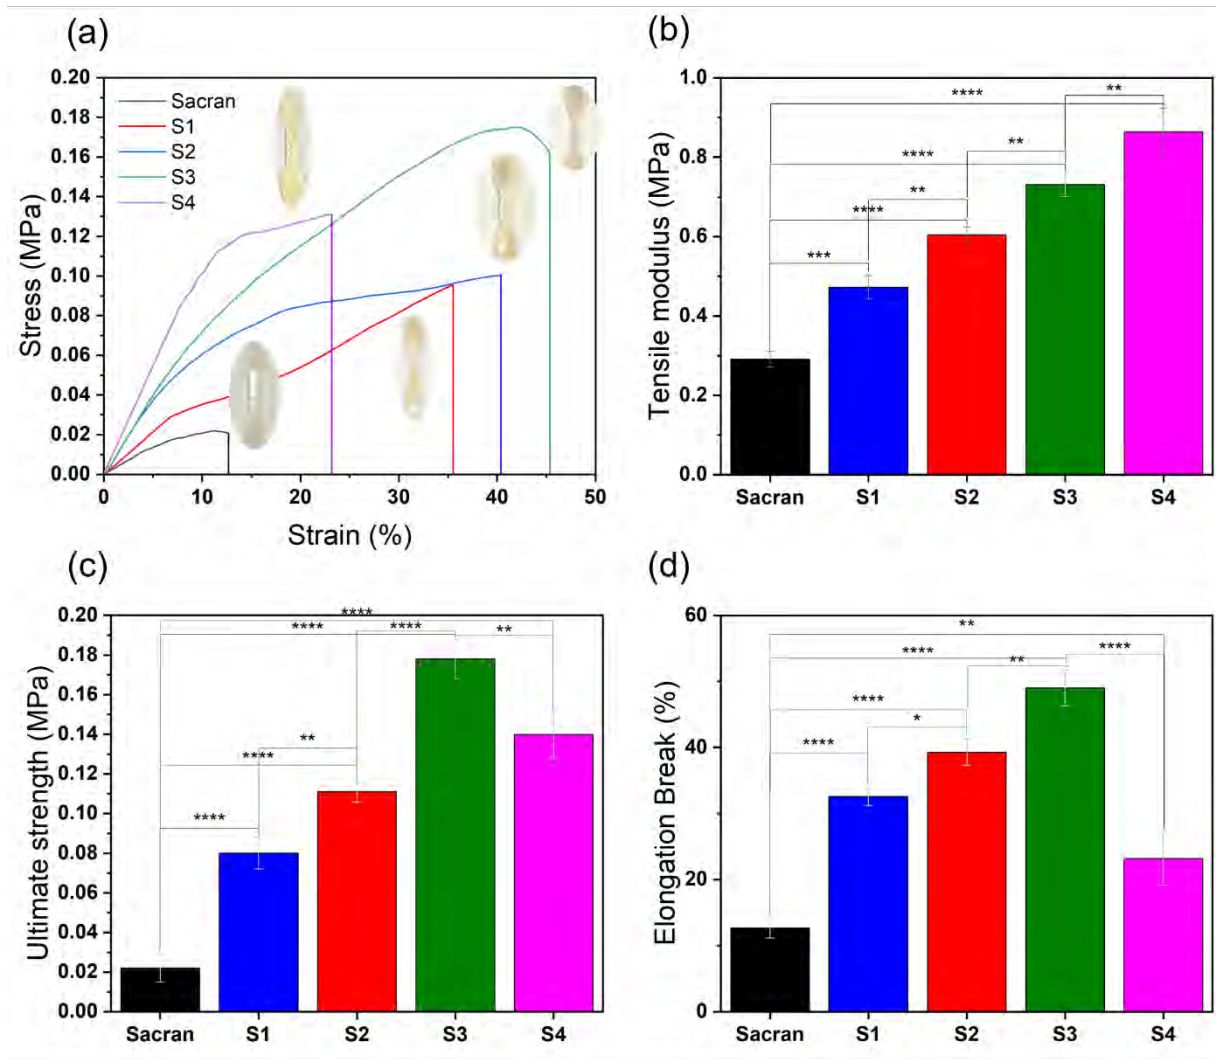 (a)
Stress (MPa)
0.20
0.18
0.16
0.14
0.12
0.10
0.08
0.06
0.04
0.02
0.00
Sacran
S1
S2
S3
S4
0 10 20 30 40 50
Strain (%)
(b)
Tensile modulus (MPa)
1.0
0.8
0.6
0.4
0.2
0.0
****
**
****
**
**
****
***
Sacran S1 S2 S3 S4
(c)
Ultimate strength (MPa)
0.20
0.18
0.16
0.14
0.12
0.10
0.08
0.06
0.04
0.02
0.00
****
****
****
**
**
****
****
Sacran S1 S2 S3 S4
(d)
Elongation Break (%)
60
40
20
0
**
****
****
**
****
*
****
Sacran S1 S2 S3 S4